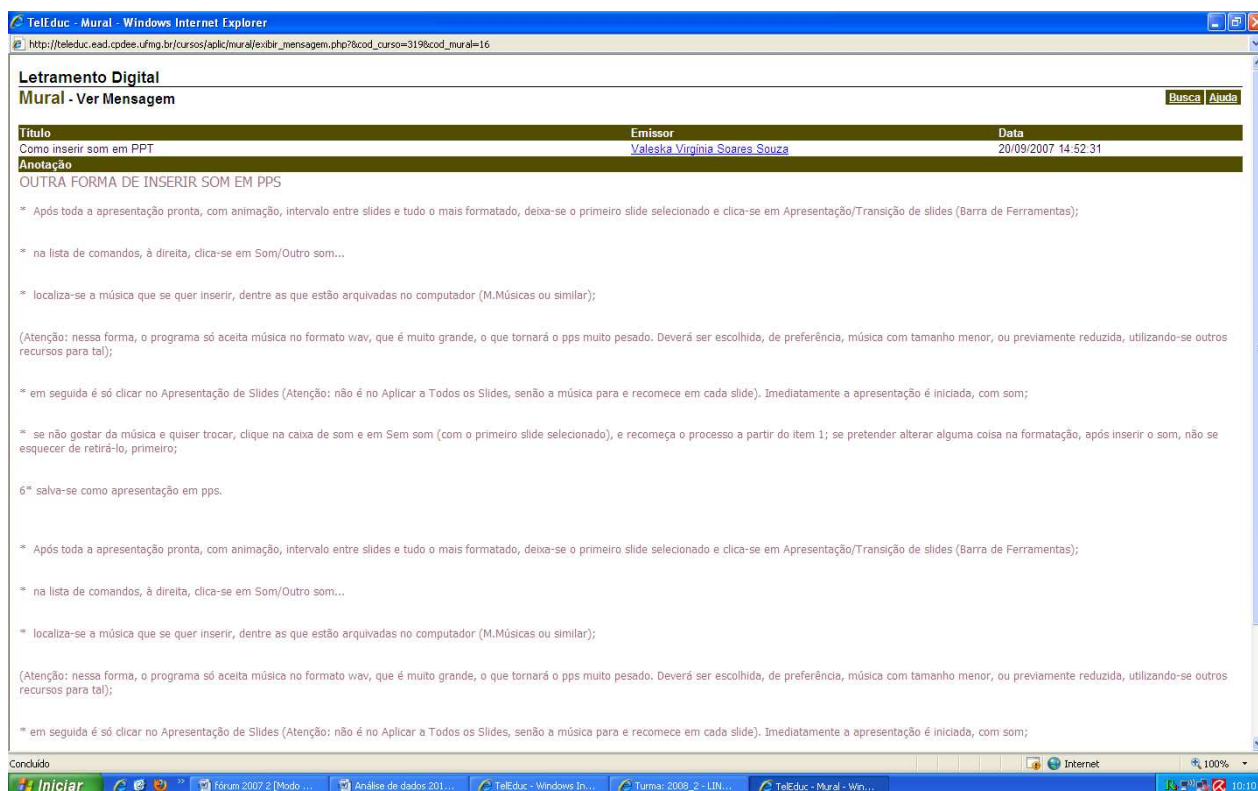 TelEduc - Mural - Windows Internet Explorer
http://teleduc.ead.cpdee.ufmg.br/cursos/aplic/mural/exibir_mensagem.php?&cod_curso=319&cod_mural=16
Letramento Digital
Mural - Ver Mensagem
Busca Ajuda
Título Emissor Data
Como inserir som em PPT Valeska Virgínia Soares Souza 20/09/2007 14:52:31
Anotação
OUTRA FORMA DE INSERIR SOM EM PPS
* Após toda a apresentação pronta, com animação, intervalo entre slides e tudo o mais formatado, deixa-se o primeiro slide selecionado e clica-se em Apresentação/Transição de slides (Barra de Ferramentas);
* na lista de comandos, à direita, clica-se em Som/Outro som...
* localiza-se a música que se quer inserir, dentre as que estão arquivadas no computador (M.Músicas ou similar);
(Atenção: nessa forma, o programa só aceita música no formato wav, que é muito grande, o que tornará o pps muito pesado. Deverá ser escolhida, de preferência, música com tamanho menor, ou previamente reduzida, utilizando-se outros
recursos para tal);
* em seguida é só clicar no Apresentação de Slides (Atenção: não é no Aplicar a Todos os Slides, senão a música para e recomece em cada slide). Imediatamente a apresentação é iniciada, com som;
* se não gostar da música e quiser trocar, clique na caixa de som e em Sem som (com o primeiro slide selecionado), e recomeça o processo a partir do item 1; se pretender alterar alguma coisa na formatação, após inserir o som, não se
esquecer de retirá-lo, primeiro;
6* salva-se como apresentação em pps.
* Após toda a apresentação pronta, com animação, intervalo entre slides e tudo o mais formatado, deixa-se o primeiro slide selecionado e clica-se em Apresentação/Transição de slides (Barra de Ferramentas);
* na lista de comandos, à direita, clica-se em Som/Outro som...
* localiza-se a música que se quer inserir, dentre as que estão arquivadas no computador (M.Músicas ou similar);
(Atenção: nessa forma, o programa só aceita música no formato wav, que é muito grande, o que tornará o pps muito pesado. Deverá ser escolhida, de preferência, música com tamanho menor, ou previamente reduzida, utilizando-se outros
recursos para tal);
* em seguida é só clicar no Apresentação de Slides (Atenção: não é no Aplicar a Todos os Slides, senão a música para e recomece em cada slide). Imediatamente a apresentação é iniciada, com som;
Concluído Internet 100%
Iniciar fórum 2007 2 [Modo ... Análise de dados 201... TelEduc - Windows In... Turma: 2008_2 - LIN... TelEduc - Mural - Win... 10:10